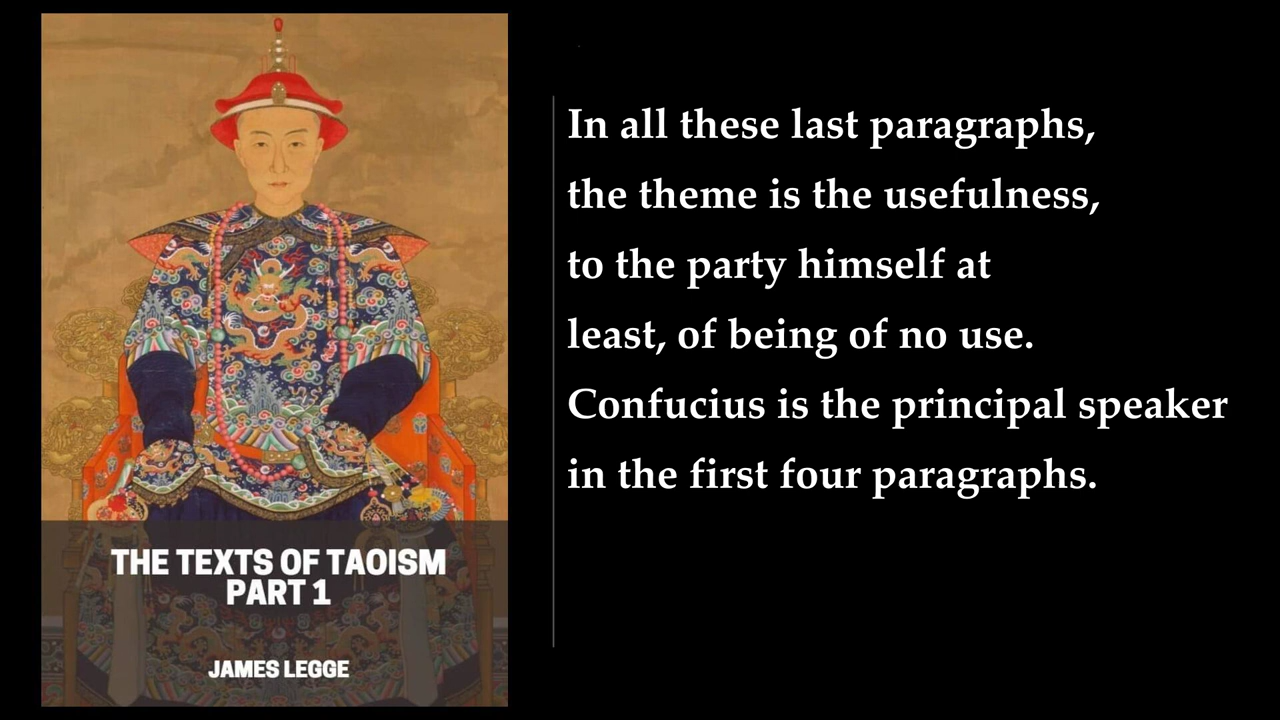 In all these last paragraphs,
the theme is the usefulness,
to the party himself at
least, of being of no use.
Confucius is the principal speaker
in the first four paragraphs.
THE TEXTS OF TAOISM
PART 1
JAMES LEGGE